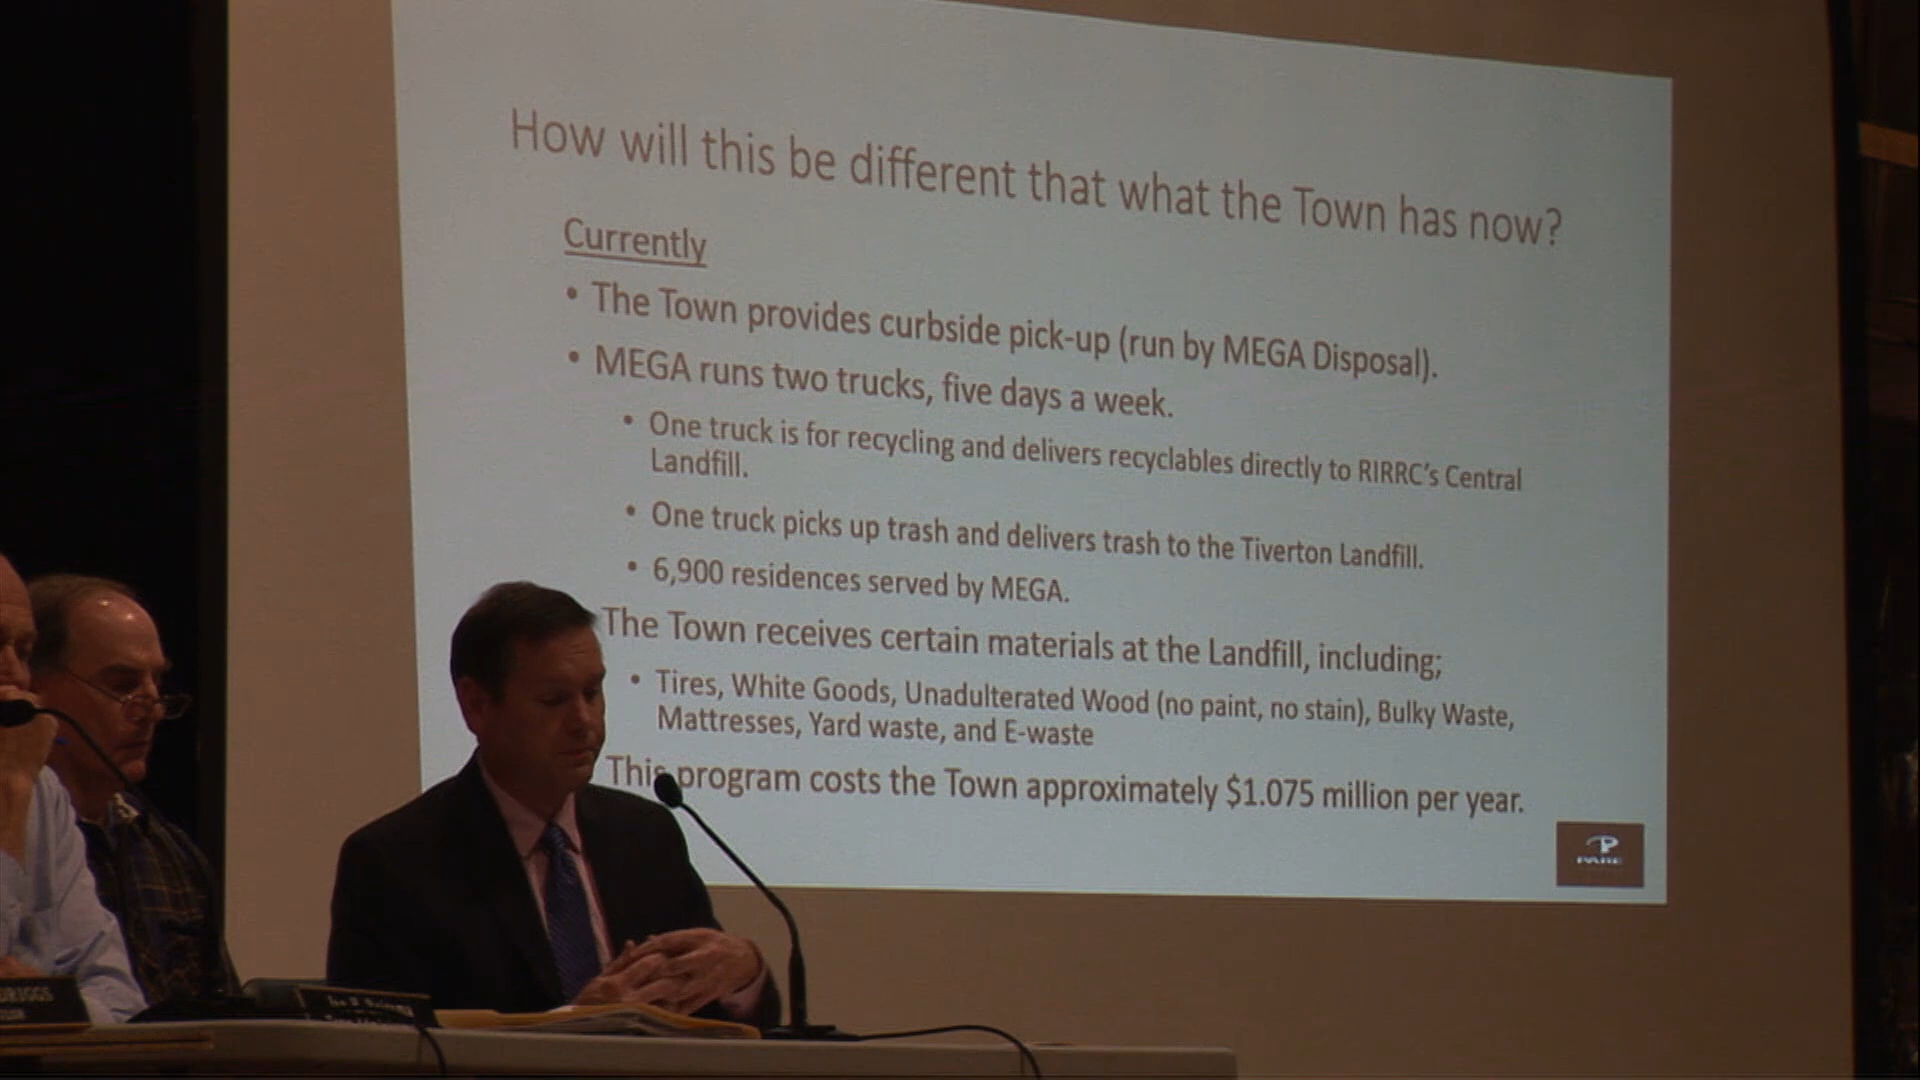 How will this be different that what the Town has now?
Currently
• The Town provides curbside pick-up (run by MEGA Disposal).
• MEGA runs two trucks, five days a week.
• One truck is for recycling and delivers recyclables directly to RIRRC's Central
Landfill.
• One truck picks up trash and delivers trash to the Tiverton Landfill.
• 6,900 residences served by MEGA.
The Town receives certain materials at the Landfill, including;
• Tires, White Goods, Unadulterated Wood (no paint, no stain), Bulky Waste,
Mattresses, Yard waste, and E-waste
This program costs the Town approximately $1.075 million per year.
P
PARE